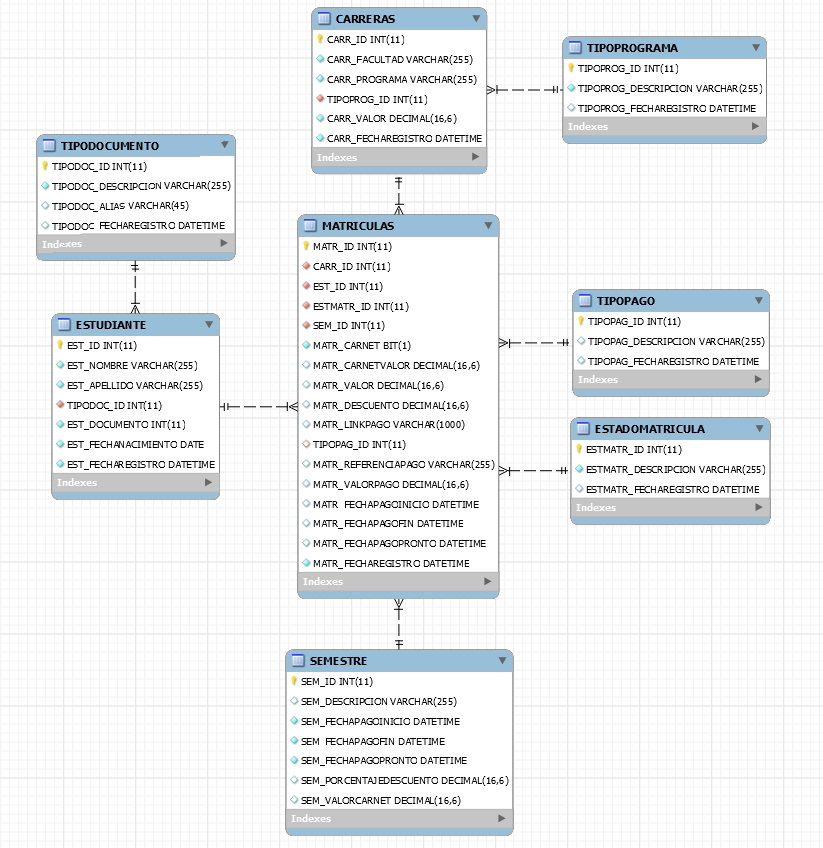 CARRERAS
CARR_ID INT(11)
CARR_FACULTAD VARCHAR(255)
CARR_PROGRAMA VARCHAR(255)
TIPOPROG_ID INT(11)
CARR_VALOR DECIMAL(16,6)
CARR_FECHAREGISTRO DATETIME
Indexes
TIPOPROGRAMA
TIPOPROG_ID INT(11)
TIPOPROG_DESCRIPCION VARCHAR(255)
TIPOPROG_FECHAREGISTRO DATETIME
Indexes
TIPODOCUMENTO
TIPODOC_ID INT(11)
TIPODOC_DESCRIPCION VARCHAR(255)
TIPODOC_ALIAS VARCHAR(45)
TIPODOC_FECHAREGISTRO DATETIME
Indexes
MATRICULAS
MATR_ID INT(11)
CARR_ID INT(11)
EST_ID INT(11)
ESTMATR_ID INT(11)
SEM_ID INT(11)
MATR_CARNET BIT(1)
MATR_CARNETVALOR DECIMAL(16,6)
MATR_VALOR DECIMAL(16,6)
MATR_DESCUENTO DECIMAL(16,6)
MATR_LINKPAGO VARCHAR(1000)
TIPOPAG_ID INT(11)
MATR_REFERENCIAPAGO VARCHAR(255)
MATR_VALORPAGO DECIMAL(16,6)
MATR_FECHAPAGOINICIO DATETIME
MATR_FECHAPAGOFIN DATETIME
MATR_FECHAPAGOPRONTO DATETIME
MATR_FECHAREGISTRO DATETIME
Indexes
ESTUDIANTE
EST_ID INT(11)
EST_NOMBRE VARCHAR(255)
EST_APELLIDO VARCHAR(255)
TIPODOC_ID INT(11)
EST_DOCUMENTO INT(11)
EST_FECHANACIMIENTO DATE
EST_FECHAREGISTRO DATETIME
Indexes
TIPOPAGO
TIPOPAG_ID INT(11)
TIPOPAG_DESCRIPCION VARCHAR(255)
TIPOPAG_FECHAREGISTRO DATETIME
Indexes
ESTADOMATRICULA
ESTMATR_ID INT(11)
ESTMATR_DESCRIPCION VARCHAR(255)
ESTMATR_FECHAREGISTRO DATETIME
Indexes
SEMESTRE
SEM_ID INT(11)
SEM_DESCRIPCION VARCHAR(255)
SEM_FECHAPAGOINICIO DATETIME
SEM_FECHAPAGOFIN DATETIME
SEM_FECHAPAGOPRONTO DATETIME
SEM_PORCENTAJEDESCUENTO DECIMAL(16,6)
SEM_VALORCARNET DECIMAL(16,6)
Indexes